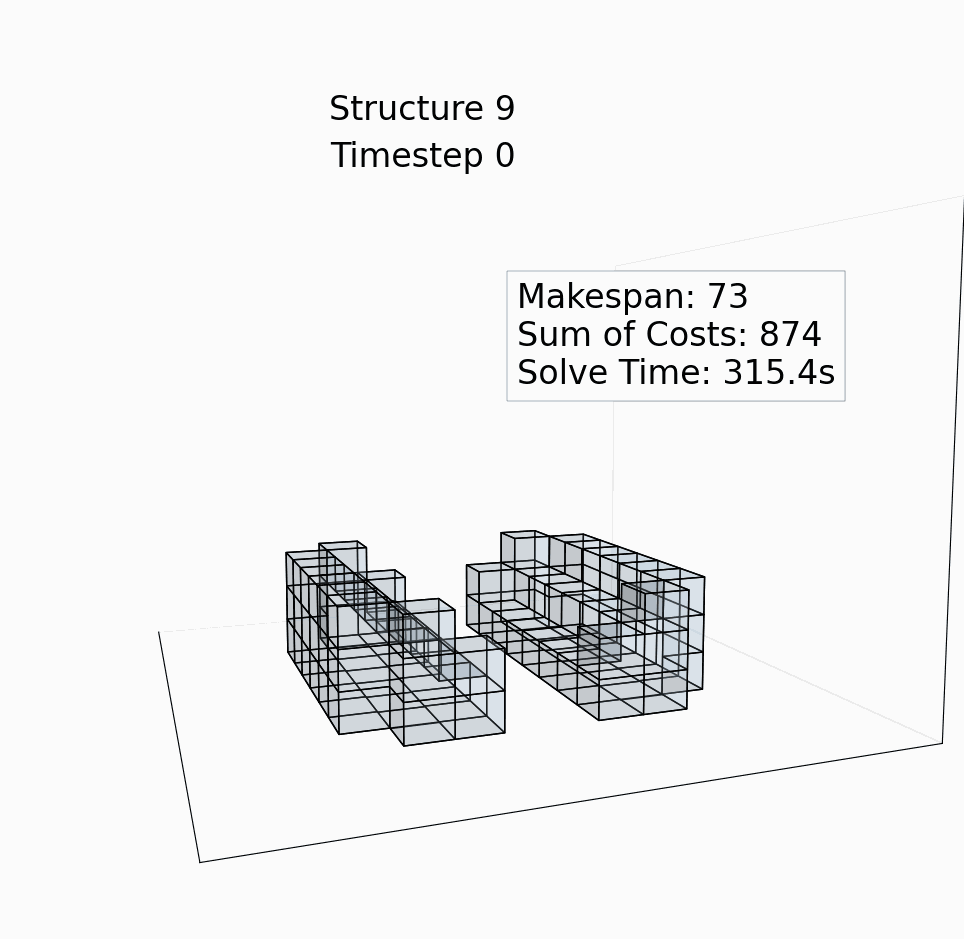 Structure 9
Timestep 0
Makespan: 73
Sum of Costs: 874
Solve Time: 315.4s